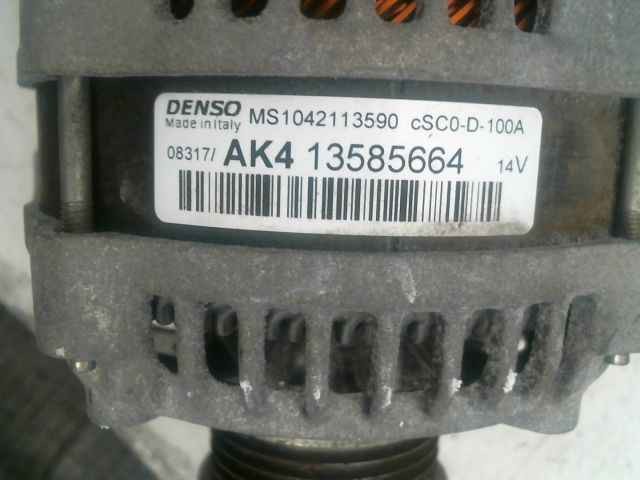 DENSO MS1042113590 cSC0-D-100A
Made in Italy
08317/ AK4 13585664 14V